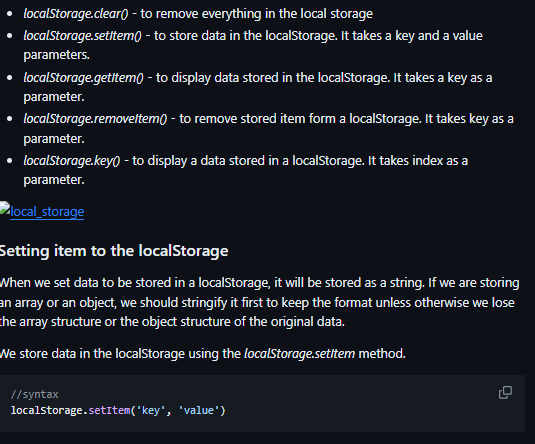 • localStorage.clear() - to remove everything in the local storage
• localStorage.setItem() - to store data in the localStorage. It takes a key and a value
parameters.
• localStorage.getItem() - to display data stored in the localStorage. It takes a key as a
parameter.
• localStorage.removeItem() - to remove stored item form a localStorage. It takes key as a
parameter.
• localStorage.key() - to display a data stored in a localStorage. It takes index as a
parameter.
local_storage
Setting item to the localStorage
When we set data to be stored in a localStorage, it will be stored as a string. If we are storing
an array or an object, we should stringify it first to keep the format unless otherwise we lose
the array structure or the object structure of the original data.
We store data in the localStorage using the localStorage.setItem method.
//syntax
localStorage.setItem('key', 'value')